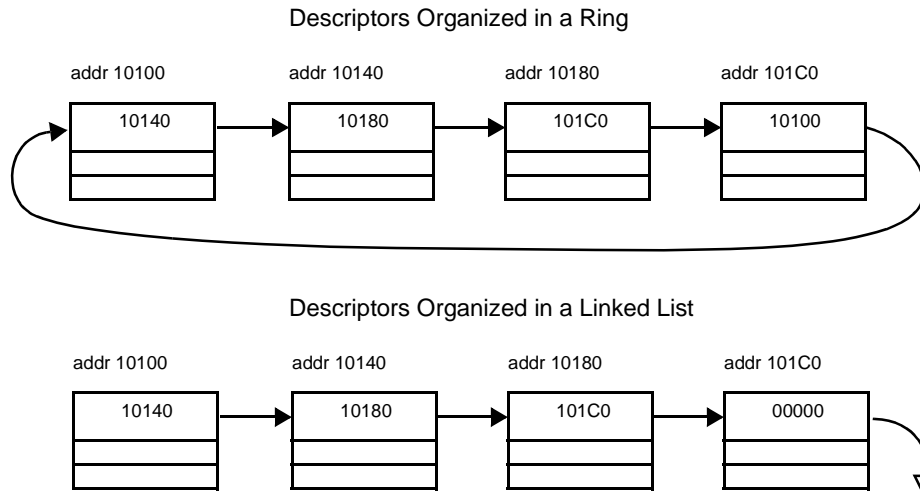 Descriptors Organized in a Ring
addr 10100 addr 10140 addr 10180 addr 101C0
10140 10180 101C0 10100
Descriptors Organized in a Linked List
addr 10100 addr 10140 addr 10180 addr 101C0
10140 10180 101C0 00000